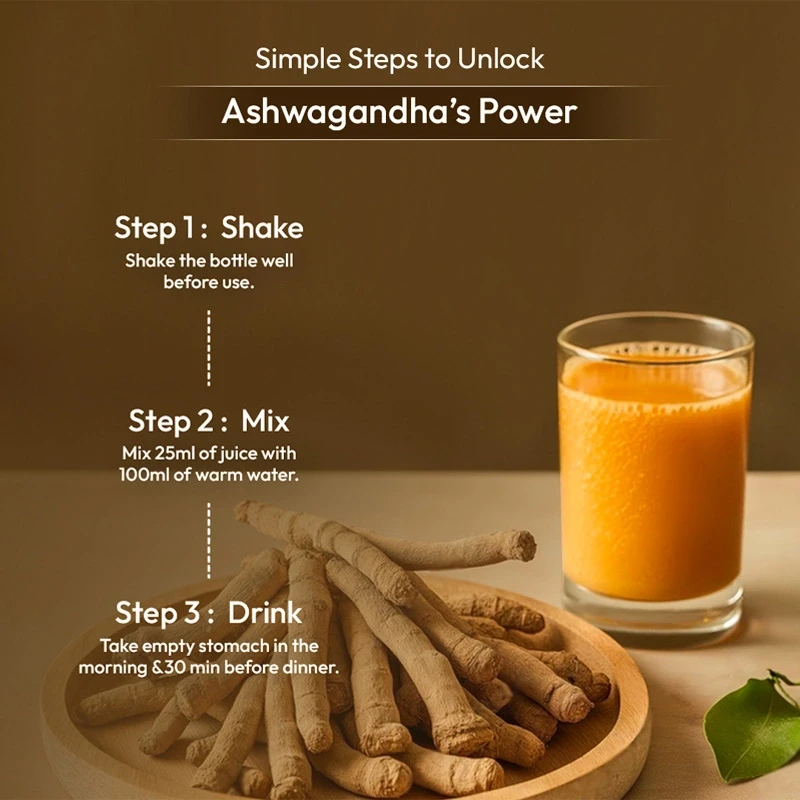 Simple Steps to Unlock
Ashwagandha’s Power
Step 1 : Shake
Shake the bottle well
before use.
Step 2 : Mix
Mix 25ml of juice with
100ml of warm water.
Step 3 : Drink
Take empty stomach in the
morning &30 min before dinner.